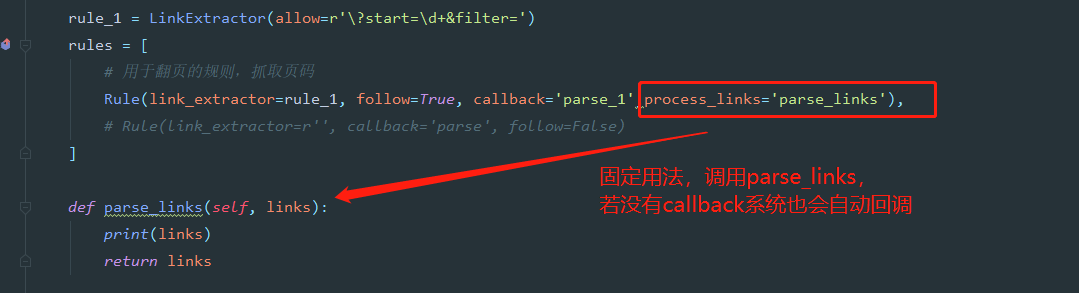 rule_1 = LinkExtractor(allow=r'\?start=\d+&filter=')
rules = [
# 用于翻页的规则，抓取页码
Rule(link_extractor=rule_1, follow=True, callback='parse_1' process_links='parse_links'),
# Rule(link_extractor=r'', callback='parse', follow=False)
]
固定用法，调用parse_links，
若没有callback系统也会自动回调
def parse_links(self, links):
print(links)
return links